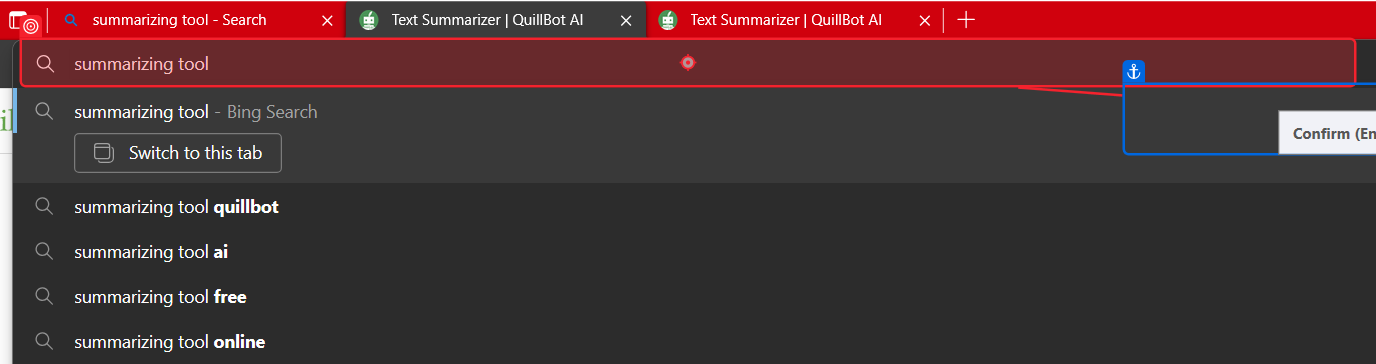 summarizing tool - Search
Text Summarizer | QuillBot AI
Text Summarizer | QuillBot AI
summarizing tool
summarizing tool - Bing Search
Confirm (En
Switch to this tab
summarizing tool quillbot
summarizing tool ai
summarizing tool free
summarizing tool online